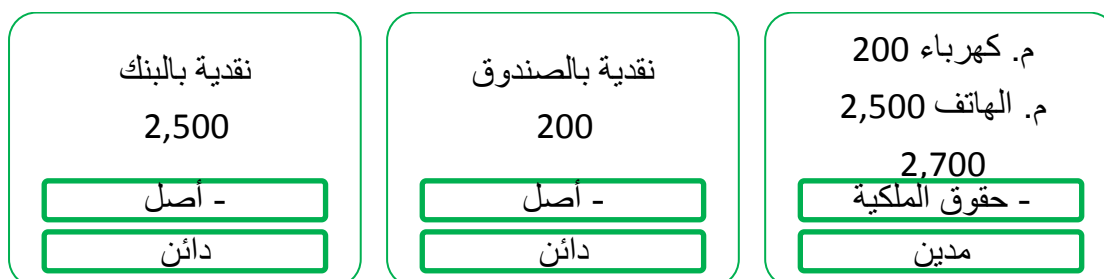 م. كهرباء 200
م. الهاتف 2,500
2,700
- حقوق الملكية
مدين
نقدية بالصندوق
200
- أصل
دائن
نقدية بالبنك
2,500
- أصل
دائن